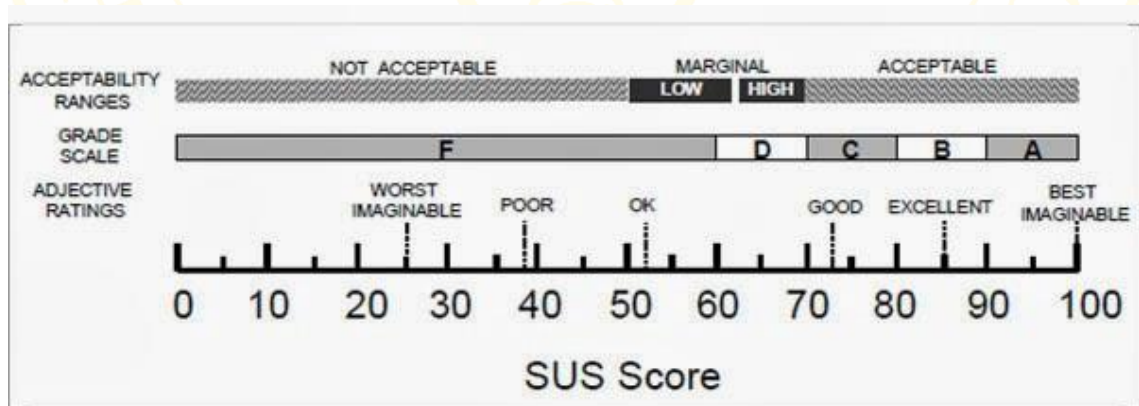 ACCEPTABILITY RANGES
NOT ACCEPTABLE
MARGINAL
ACCEPTABLE
LOW
HIGH
GRADE SCALE
F
D
C
B
A
ADJECTIVE RATINGS
WORST IMAGINABLE
POOR
OK
GOOD
EXCELLENT
BEST IMAGINABLE
0 10 20 30 40 50 60 70 80 90 100
SUS Score